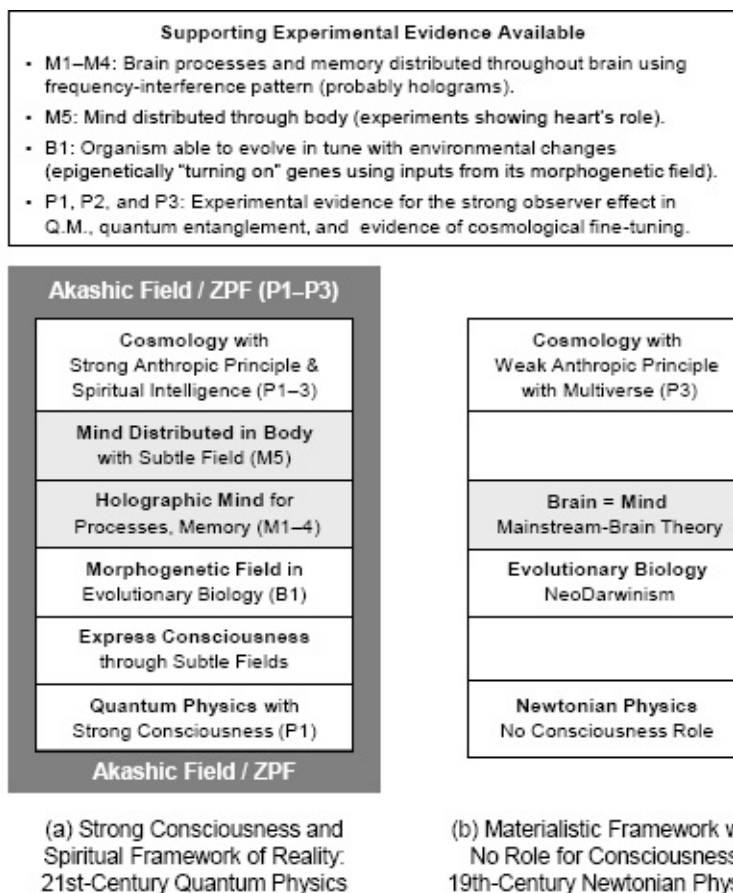 Supporting Experimental Evidence Available
• M1–M4: Brain processes and memory distributed throughout brain using
frequency-interference pattern (probably holograms).
• M5: Mind distributed through body (experiments showing heart's role).
• B1: Organism able to evolve in tune with environmental changes
(epigenetically "turning on" genes using inputs from its morphogenetic field).
• P1, P2, and P3: Experimental evidence for the strong observer effect in
Q.M., quantum entanglement, and evidence of cosmological fine-tuning.
Akashic Field / ZPF (P1–P3)
Cosmology with
Strong Anthropic Principle &
Spiritual Intelligence (P1–3)
Mind Distributed in Body
with Subtle Field (M5)
Holographic Mind for
Processes, Memory (M1–4)
Morphogenetic Field in
Evolutionary Biology (B1)
Express Consciousness
through Subtle Fields
Quantum Physics with
Strong Consciousness (P1)
Akashic Field / ZPF
(a) Strong Consciousness and
Spiritual Framework of Reality:
21st-Century Quantum Physics
Cosmology with
Weak Anthropic Principle
with Multiverse (P3)
Brain = Mind
Mainstream-Brain Theory
Evolutionary Biology
NeoDarwinism
Newtonian Physics
No Consciousness Role
(b) Materialistic Framework
No Role for Consciousness
19th-Century Newtonian